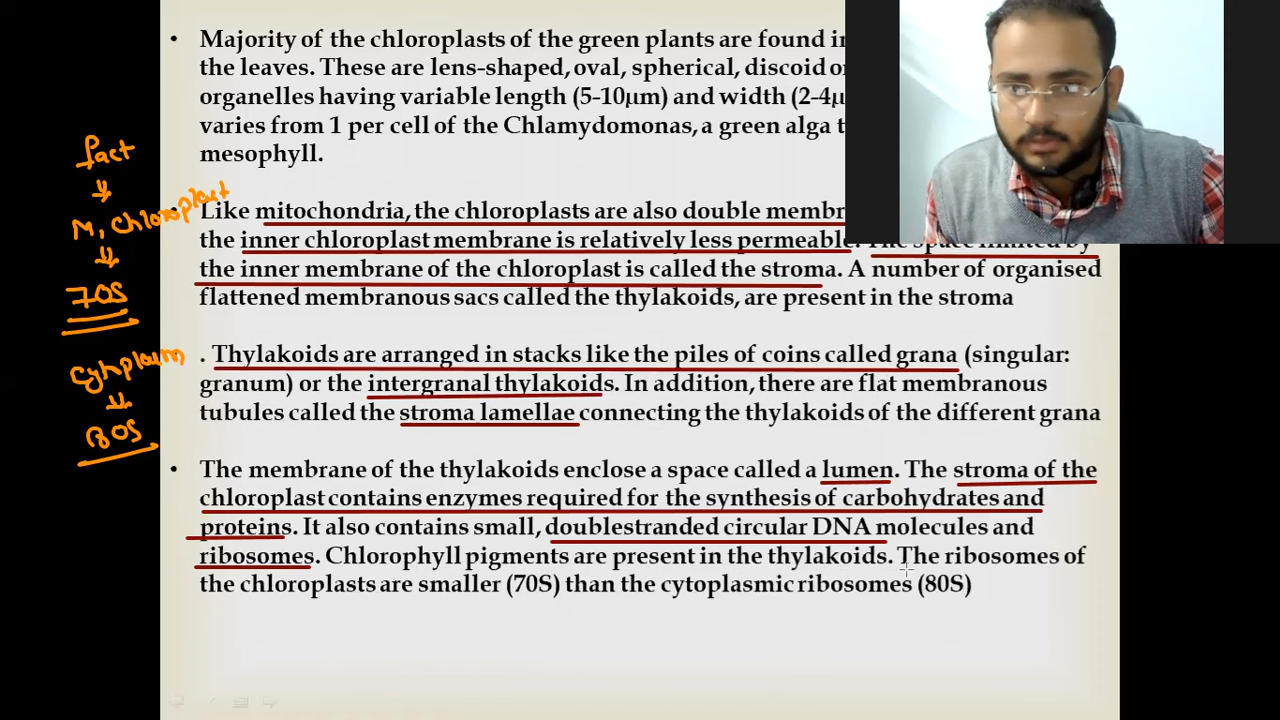 • Majority of the chloroplasts of the green plants are found in
the leaves. These are lens-shaped, oval, spherical, discoid or
organelles having variable length (5-10µm) and width (2-4µ
varies from 1 per cell of the Chlamydomonas, a green alga t
mesophyll.
• Like mitochondria, the chloroplasts are also double membr
the inner chloroplast membrane is relatively less permeable. The space limited by
the inner membrane of the chloroplast is called the stroma. A number of organised
flattened membranous sacs called the thylakoids, are present in the stroma
. Thylakoids are arranged in stacks like the piles of coins called grana (singular:
granum) or the intergranal thylakoids. In addition, there are flat membranous
tubules called the stroma lamellae connecting the thylakoids of the different grana
• The membrane of the thylakoids enclose a space called a lumen. The stroma of the
chloroplast contains enzymes required for the synthesis of carbohydrates and
proteins. It also contains small, doublestranded circular DNA molecules and
ribosomes. Chlorophyll pigments are present in the thylakoids. The ribosomes of
the chloroplasts are smaller (70S) than the cytoplasmic ribosomes (80S)
fact
M, Chloroplast
70S
80S